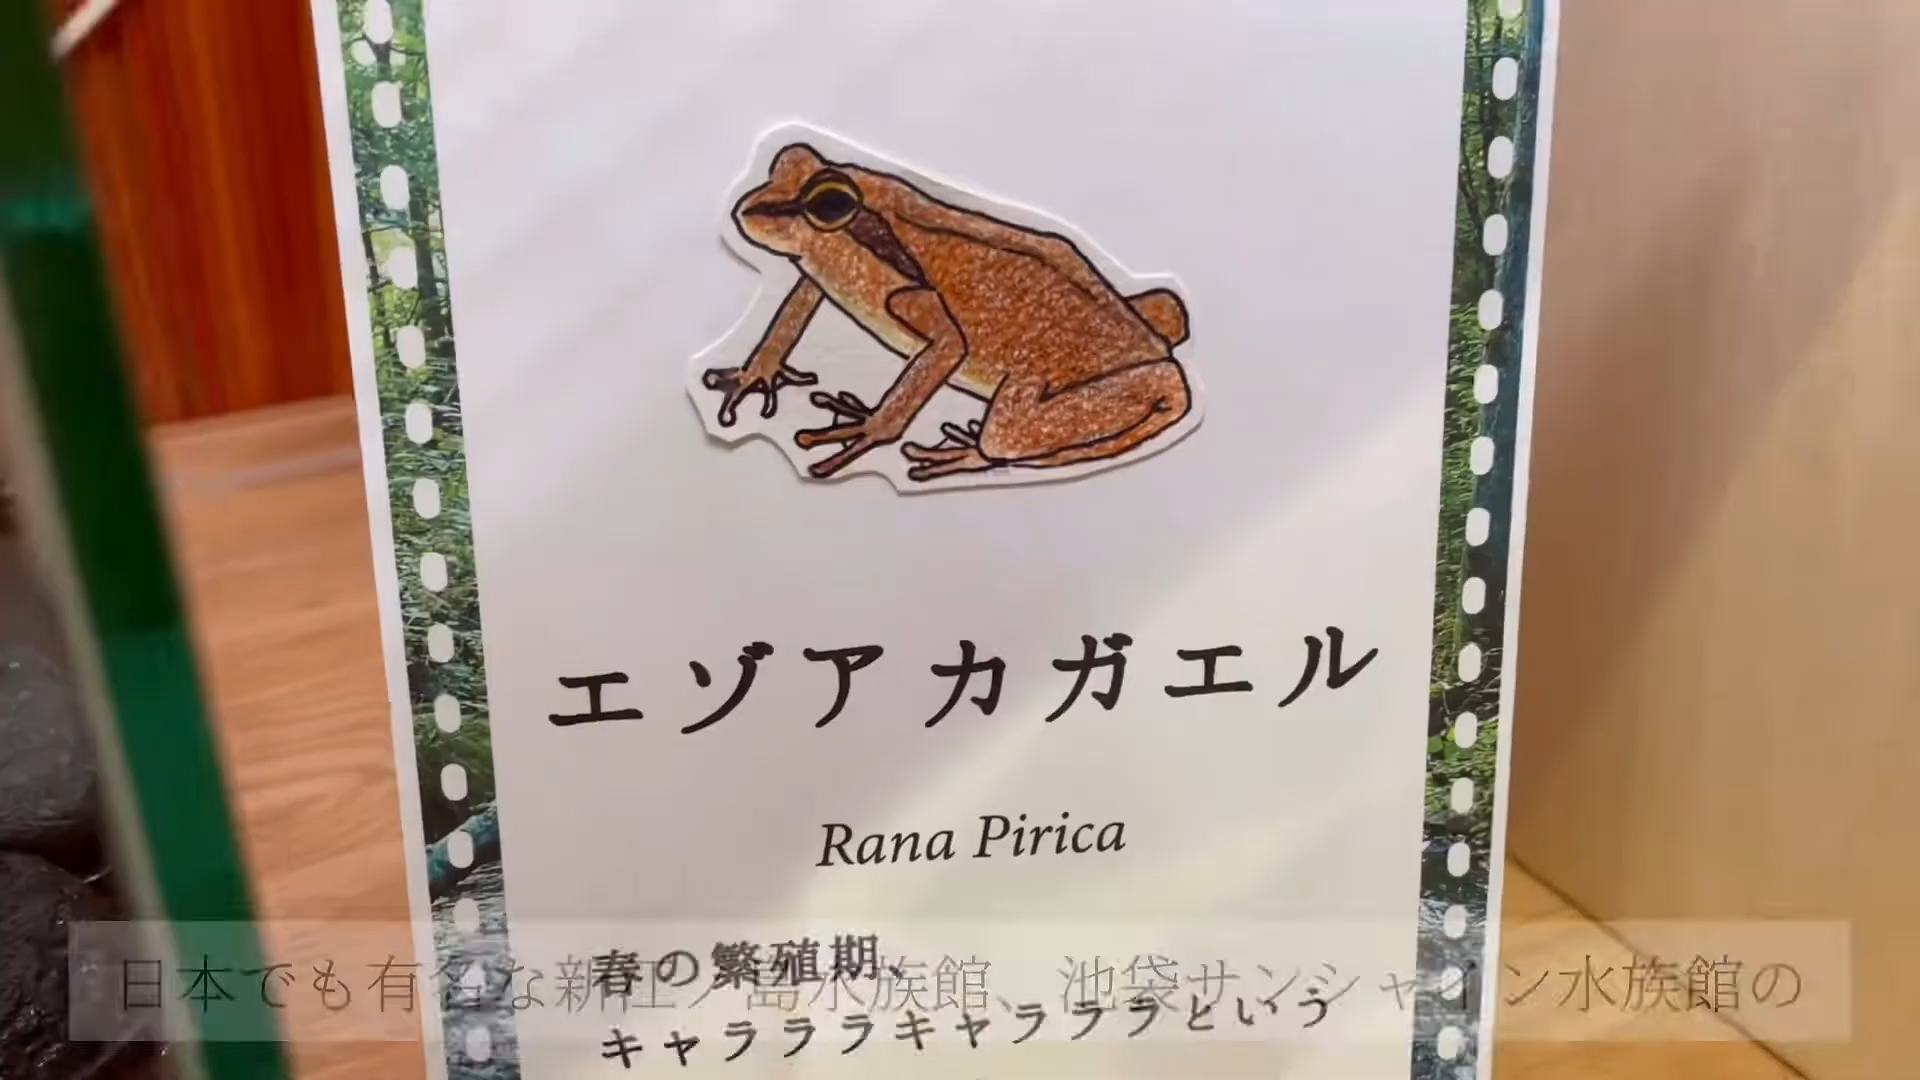 エゾアカガエル
Rana Pirica
春の繁殖期、
キャラララキャラララという
日本でも有名な新江ノ島水族館、池袋サンシャイン水族館の